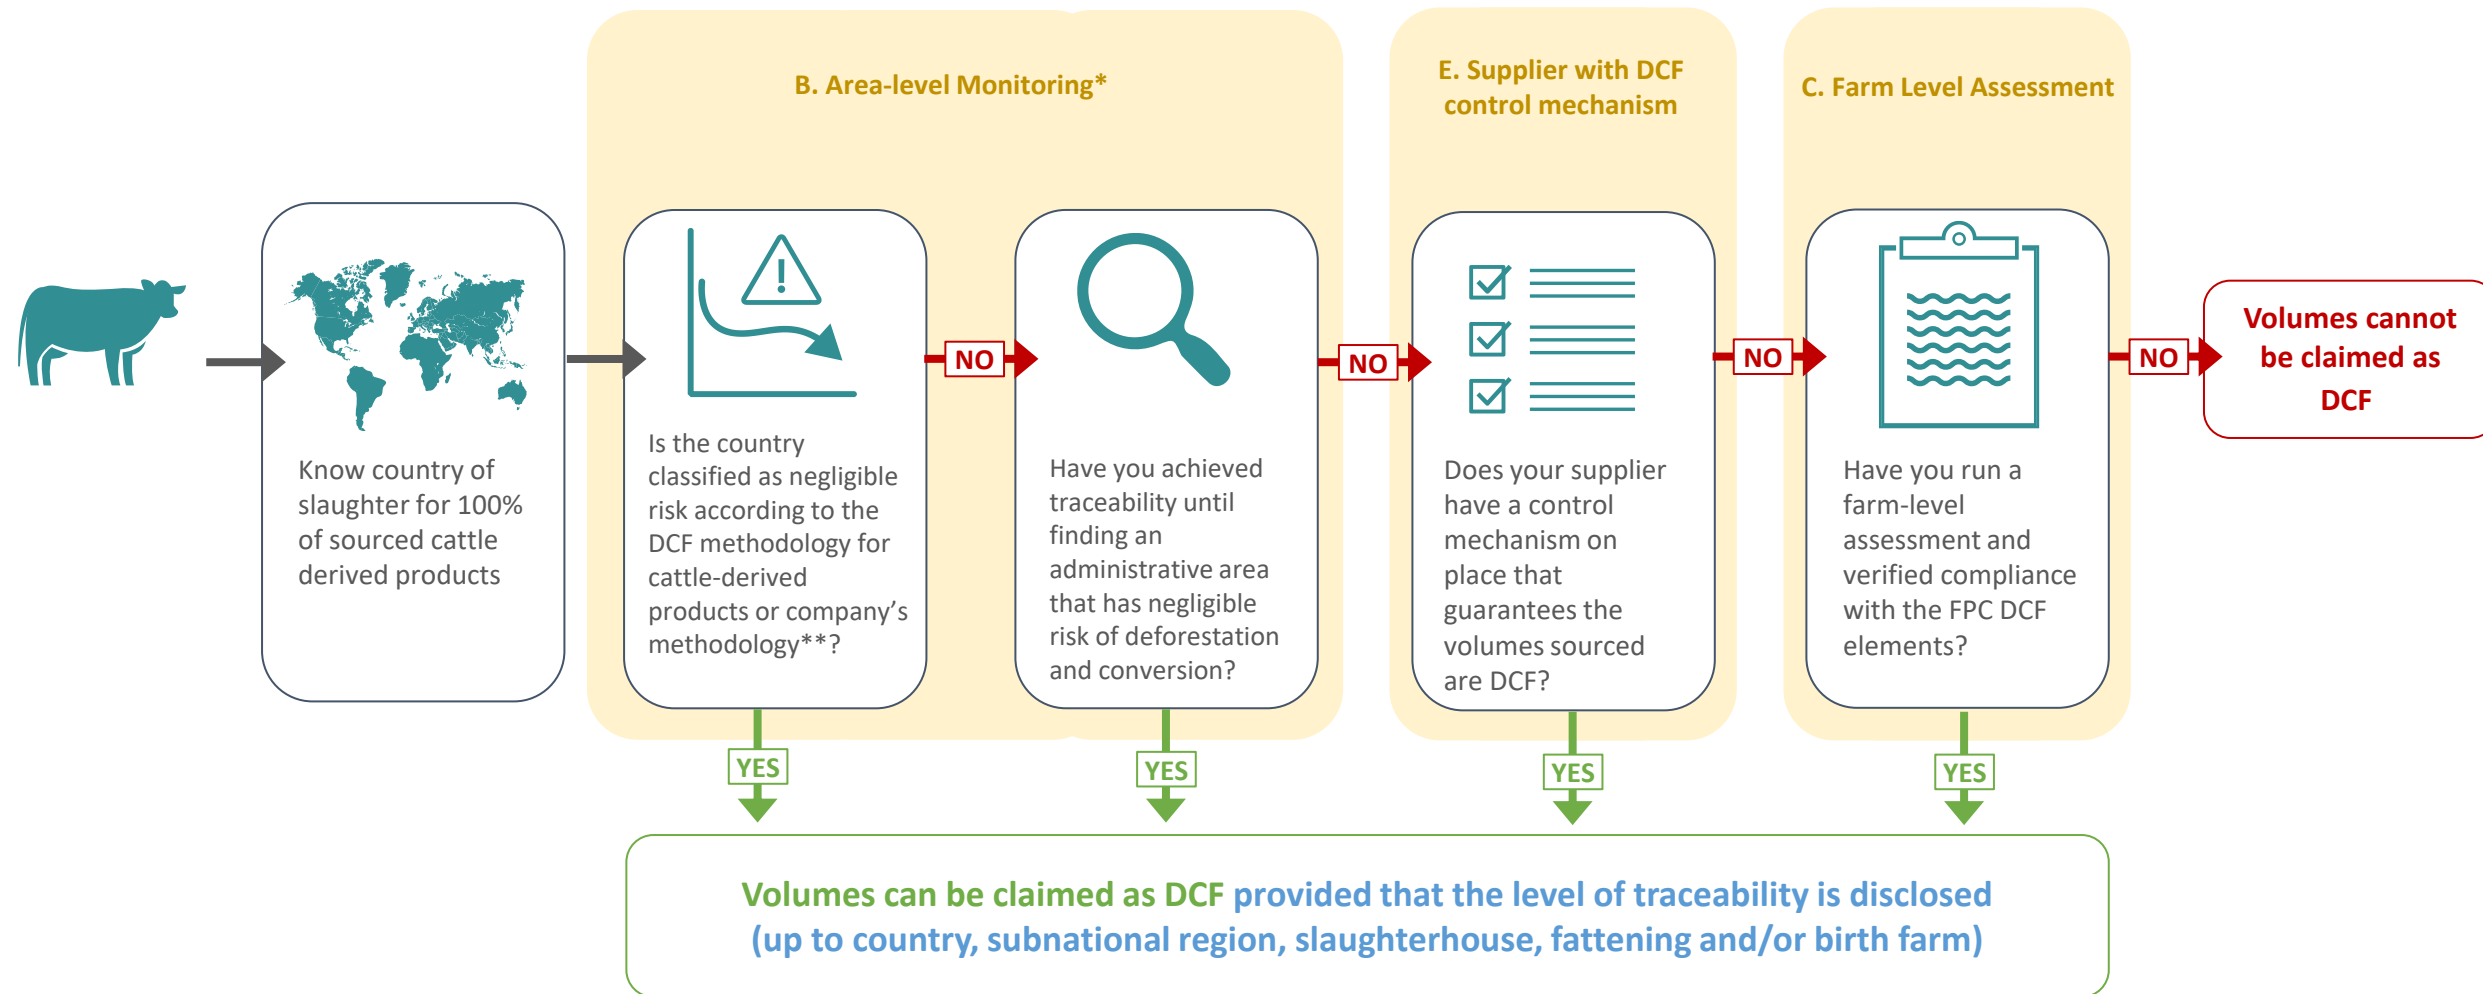 B. Area-level Monitoring*
E. Supplier with DCF
control mechanism
C. Farm Level Assessment
Know country of
slaughter for 100%
of sourced cattle
derived products
Is the country
classified as negligible
risk according to the
DCF methodology for
cattle-derived
products or company’s
methodology**?
NO
Have you achieved
traceability until
finding an
administrative area
that has negligible
risk of deforestation
and conversion?
NO
Does your supplier
have a control
mechanism on
place that
guarantees the
volumes sourced
are DCF?
NO
Have you run a
farm-level
assessment and
verified compliance
with the FPC DCF
elements?
NO
Volumes cannot
be claimed as
DCF
YES
YES
YES
YES
Volumes can be claimed as DCF provided that the level of traceability is disclosed
(up to country, subnational region, slaughterhouse, fattening and/or birth farm)